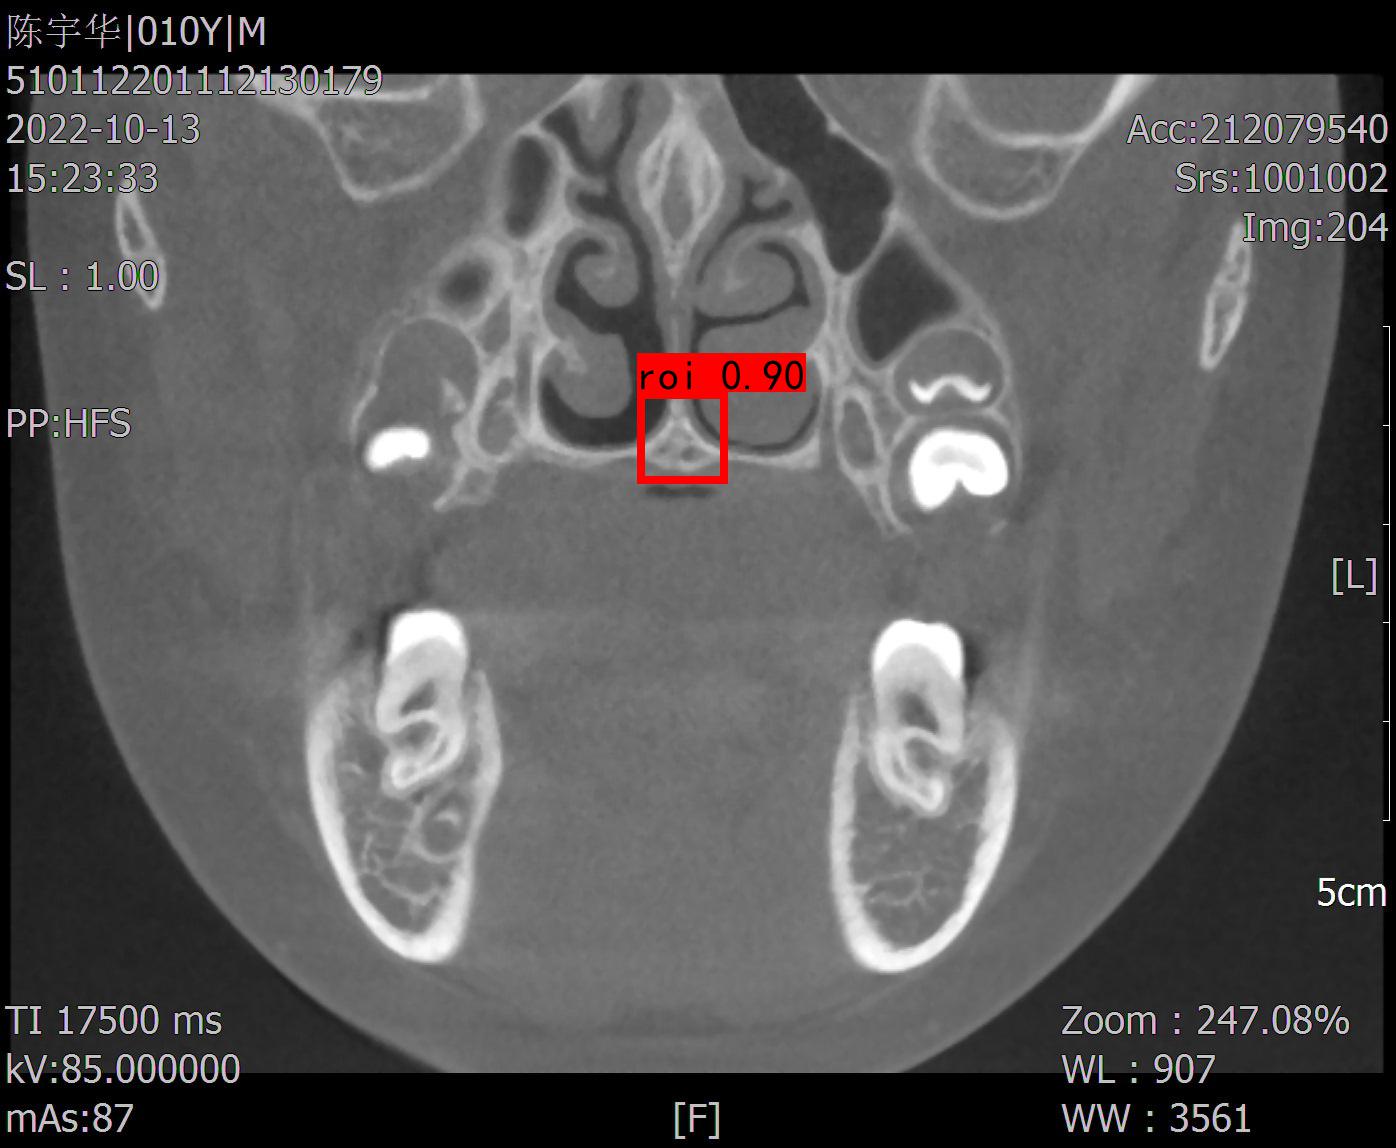 陈宇华|010Y|M
510112201112130179
2022-10-13
15:23:33
SL : 1.00
PP:HFS
Acc:212079540
Srs:1001002
Img:204
roi 0.90
[L]
5cm
TI 17500 ms
kV:85.000000
mAs:87
[F]
Zoom : 247.08%
WL : 907
WW : 3561